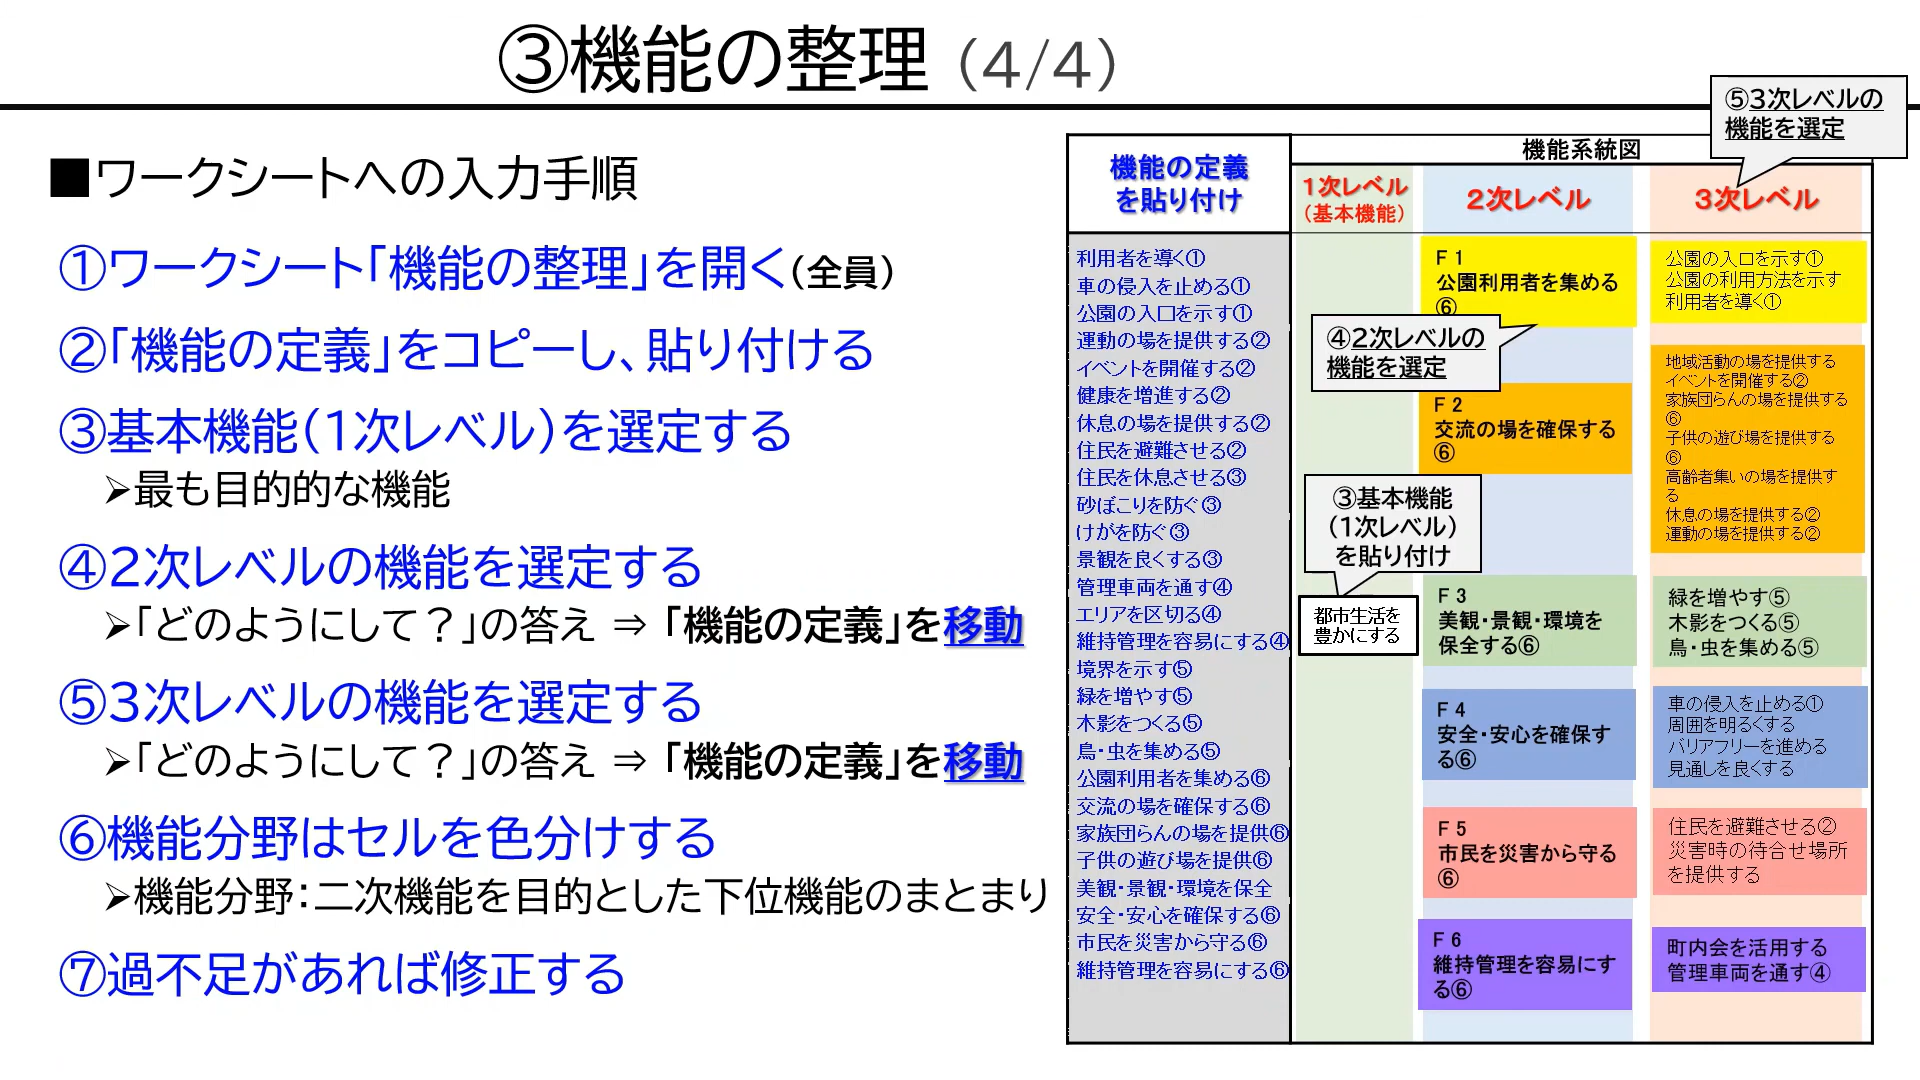 ③機能の整理（4/4）
■ワークシートへの入力手順
①ワークシート「機能の整理」を開く（全員）
②「機能の定義」をコピーし、貼り付ける
③基本機能（1次レベル）を選定する
➢最も目的的な機能
④2次レベルの機能を選定する
➢「どのようにして？」の答え ⇒ 「機能の定義」を移動
⑤3次レベルの機能を選定する
➢「どのようにして？」の答え ⇒ 「機能の定義」を移動
⑥機能分野はセルを色分けする
➢機能分野：二次機能を目的とした下位機能のまとまり
⑦過不足があれば修正する
機能の定義
を貼り付け
利用者を導く①
車の侵入を止める①
公園の入口を示す①
運動の場を提供する②
イベントを開催する②
健康を増進する②
休息の場を提供する②
住民を避難させる②
住民を休息させる③
砂ぼこりを防ぐ③
けがを防ぐ③
景観を良くする③
管理車両を通す④
エリアを区切る④
維持管理を容易にする④
境界を示す⑤
緑を増やす⑤
木影をつくる⑤
鳥・虫を集める⑤
公園利用者を集める⑥
交流の場を確保する⑥
家族団らんの場を提供⑥
子供の遊び場を提供⑥
美観・景観・環境を保全
安全・安心を確保する⑥
市民を災害から守る⑥
維持管理を容易にする⑥
機能系統図
1次レベル
（基本機能）
③基本機能
（1次レベル）
を貼り付け
都市生活を
豊かにする
2次レベル
F 1
公園利用者を集める
⑥
④2次レベルの
機能を選定
F 2
交流の場を確保する
⑥
F 3
美観・景観・環境を
保全する⑥
F 4
安全・安心を確保す
る⑥
F 5
市民を災害から守る
⑥
F 6
維持管理を容易にす
る⑥
⑤3次レベルの
機能を選定
3次レベル
公園の入口を示す①
公園の利用方法を示す
利用者を導く①
地域活動の場を提供する
イベントを開催する②
家族団らんの場を提供する
⑥
子供の遊び場を提供する
⑥
高齢者集いの場を提供す
る
休息の場を提供する②
運動の場を提供する②
緑を増やす⑤
木影をつくる⑤
鳥・虫を集める⑤
車の侵入を止める①
周囲を明るくする
バリアフリーを進める
見通しを良くする
住民を避難させる②
災害時の待合せ場所
を提供する
町内会を活用する
管理車両を通す④